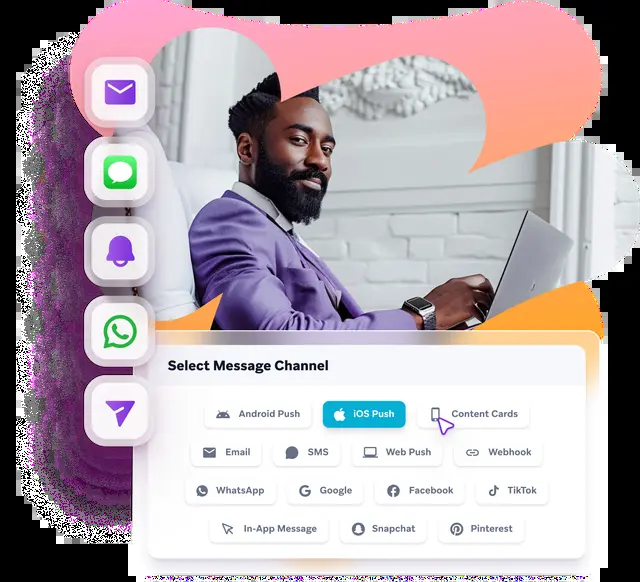 Select Message Channel
Android Push iOS Push Content Cards
Email SMS Web Push Webhook
WhatsApp Google Facebook TikTok
In-App Message Snapchat Pinterest